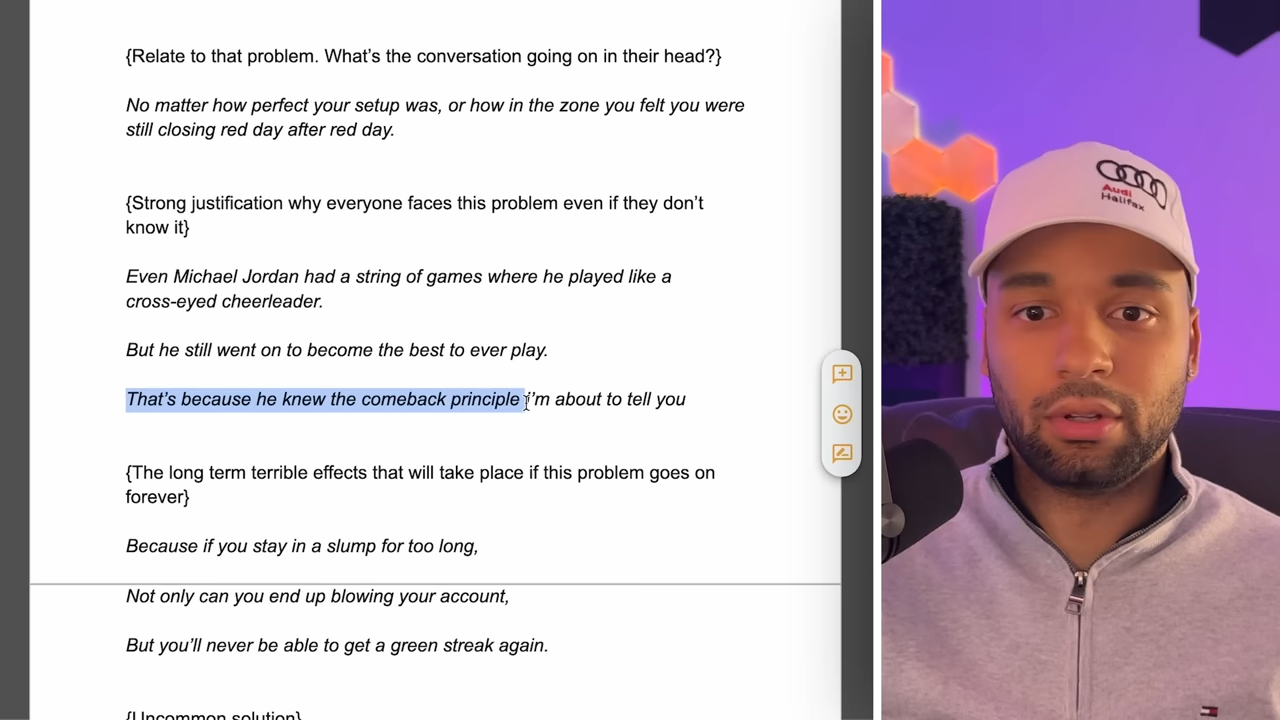 {Relate to that problem. What’s the conversation going on in their head?}
No matter how perfect your setup was, or how in the zone you felt you were
still closing red day after red day.
{Strong justification why everyone faces this problem even if they don’t
know it}
Even Michael Jordan had a string of games where he played like a
cross-eyed cheerleader.
But he still went on to become the best to ever play.
That’s because he knew the comeback principle i’m about to tell you
{The long term terrible effects that will take place if this problem goes on
forever}
Because if you stay in a slump for too long,
Not only can you end up blowing your account,
But you’ll never be able to get a green streak again.
{Uncommon solution}
Audi
Halifax